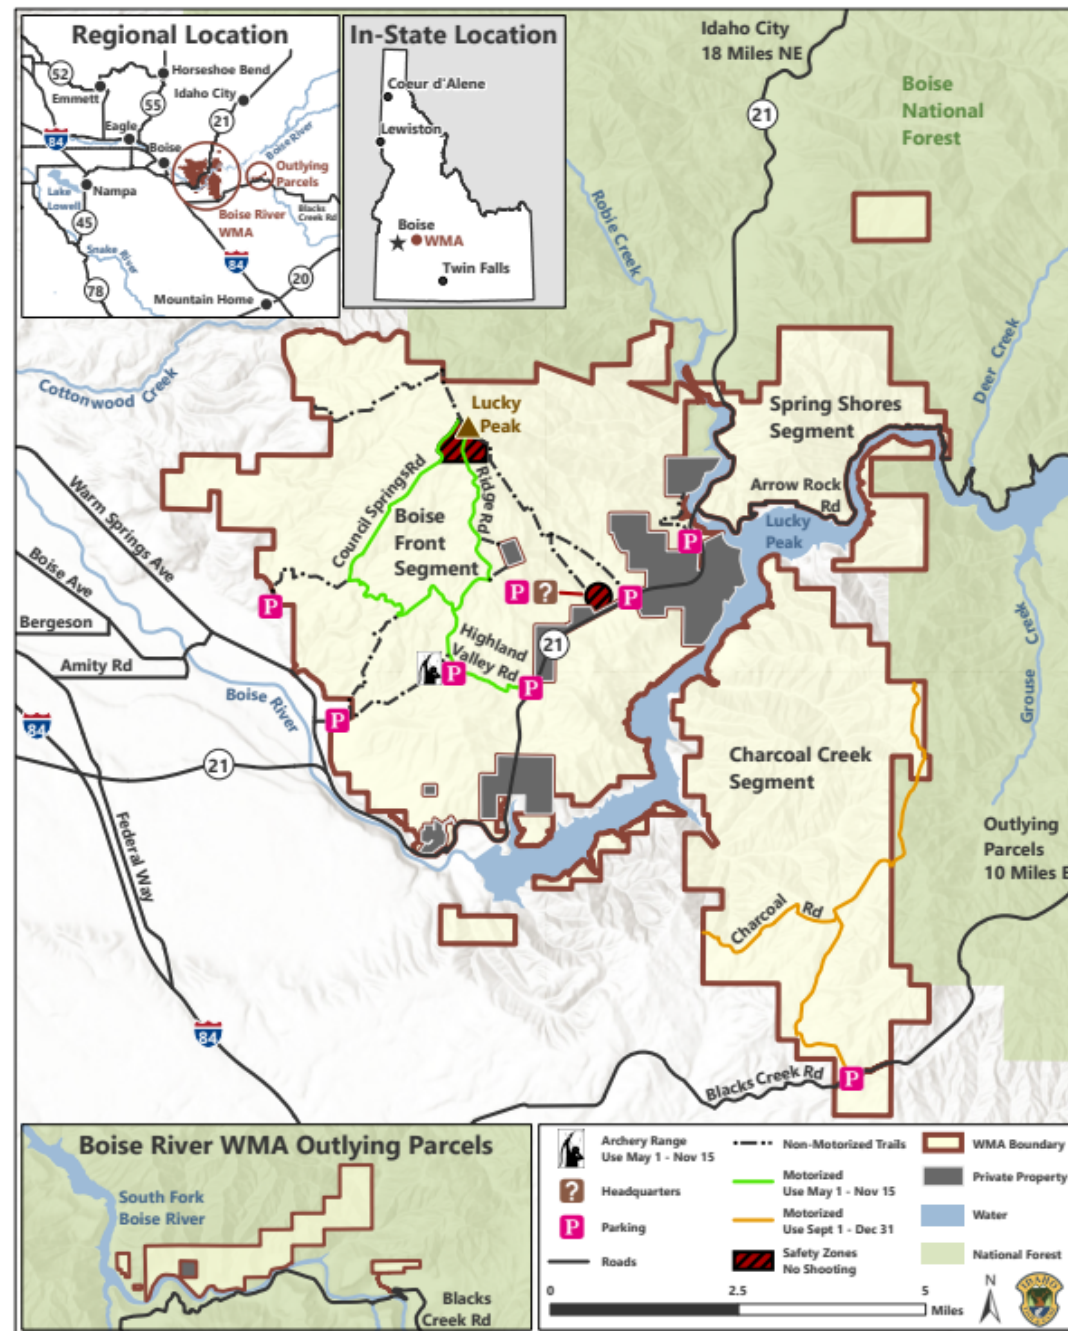 Regional Location
52
Horseshoe Bend
Emmett
55
Idaho City
21
Eagle
84
Boise
Boise River
Outlying
Parcels
Lake
Lowell
Nampa
Blacks
Creek Rd
45
Boise River
WMA
Snake
River
84
20
78
Mountain Home
In-State Location
Coeur d'Alene
Lewiston
Boise
WMA
Twin Falls
Idaho City
18 Miles NE
21
Boise
National
Forest
Robie Creek
Deer Creek
Cottonwood Creek
Lucky
Peak
Spring Shores
Segment
Arrow Rock
Rd
Lucky
Peak
Council Springs Rd
Ridge Rd
Boise
Front
Segment
Warm Springs Ave
Boise Ave
Bergeson
Amity Rd
P
P
?
P
P
21
Highland
Valley Rd
P
P
P
Boise River
84
21
Federal Way
Grouse Creek
Charcoal Creek
Segment
Outlying
Parcels
10 Miles E
Charcoal Rd
84
Blacks Creek Rd
P
Boise River WMA Outlying Parcels
South Fork
Boise River
Blacks
Creek Rd
Archery Range
Use May 1 - Nov 15
? Headquarters
P Parking
Roads
Non-Motorized Trails
Motorized
Use May 1 - Nov 15
Motorized
Use Sept 1 - Dec 31
Safety Zones
No Shooting
WMA Boundary
Private Property
Water
National Forest
0 2.5 5
Miles
N
IDAHO